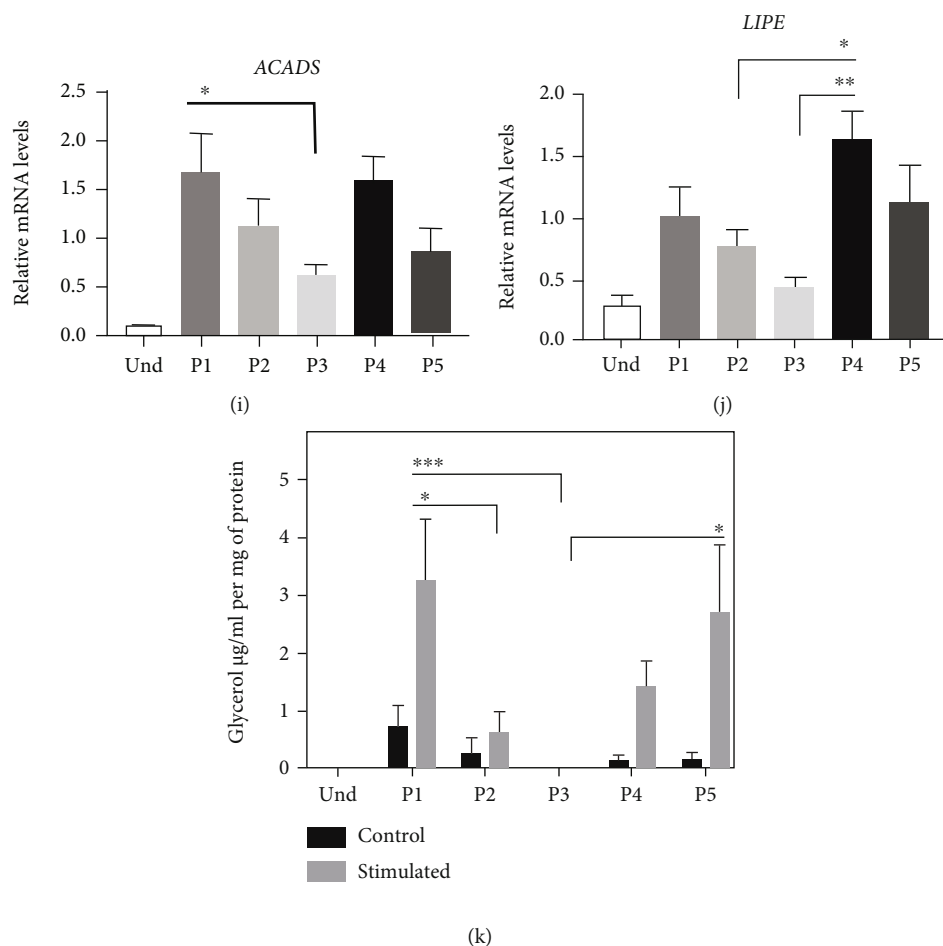 ACADS
*
Relative mRNA levels
2.5
2.0
1.5
1.0
0.5
0.0
Und P1 P2 P3 P4 P5
(i)
LIPE
*
**
Relative mRNA levels
2.0
1.5
1.0
0.5
0.0
Und P1 P2 P3 P4 P5
(j)
Glycerol µg/ml per mg of protein
5
4
3
2
1
0
***
*
*
Und P1 P2 P3 P4 P5
Control
Stimulated
(k)